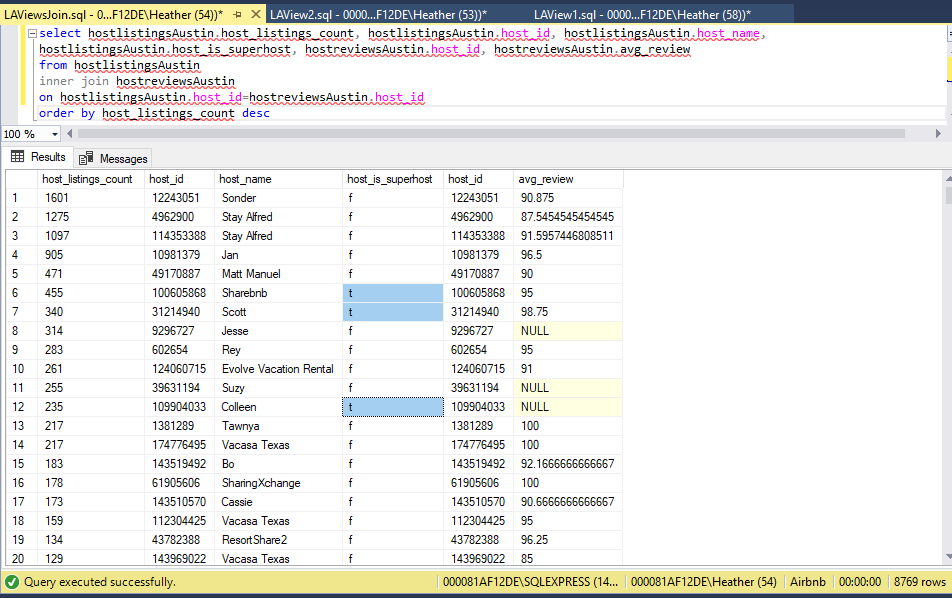 LAViewsJoin.sql - 0...F12DE\Heather (54))* LAView2.sql - 0000...F12DE\Heather (53))* LAView1.sql - 0000...F12DE\Heather (58))*
select hostlistingsAustin.host_listings_count, hostlistingsAustin.host_id, hostlistingsAustin.host_name,
hostlistingsAustin.host_is_superhost, hostreviewsAustin.host_id, hostreviewsAustin.avg_review
from hostlistingsAustin
inner join hostreviewsAustin
on hostlistingsAustin.host_id=hostreviewsAustin.host_id
order by host_listings_count desc
100 %
Results Messages
host_listings_count host_id host_name host_is_superhost host_id avg_review
1 1601 12243051 Sonder f 12243051 90.875
2 1275 4962900 Stay Alfred f 4962900 87.5454545454545
3 1097 114353388 Stay Alfred f 114353388 91.5957446808511
4 905 10981379 Jan f 10981379 96.5
5 471 49170887 Matt Manuel f 49170887 90
6 455 100605868 Sharebnb t 100605868 95
7 340 31214940 Scott t 31214940 98.75
8 314 9296727 Jesse f 9296727 NULL
9 283 602654 Rey f 602654 95
10 261 124060715 Evolve Vacation Rental f 124060715 91
11 255 39631194 Suzy f 39631194 NULL
12 235 109904033 Colleen t 109904033 NULL
13 217 1381289 Tawnya f 1381289 100
14 217 174776495 Vacasa Texas f 174776495 100
15 183 143519492 Bo f 143519492 92.1666666666667
16 178 61905606 SharingXchange f 61905606 100
17 173 143510570 Cassie f 143510570 90.6666666666667
18 159 112304425 Vacasa Texas f 112304425 95
19 134 43782388 ResortShare2 f 43782388 96.25
20 129 143969022 Vacasa Texas f 143969022 85
Query executed successfully. 000081AF12DE\SQLEXPRESS (14... 000081AF12DE\Heather (54) Airbnb 00:00:00 8769 rows